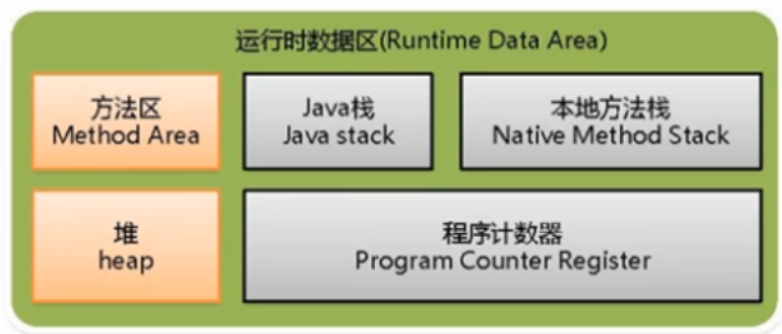 运行时数据区(Runtime Data Area)
方法区
Method Area
Java栈
Java stack
本地方法栈
Native Method Stack
堆
heap
程序计数器
Program Counter Register